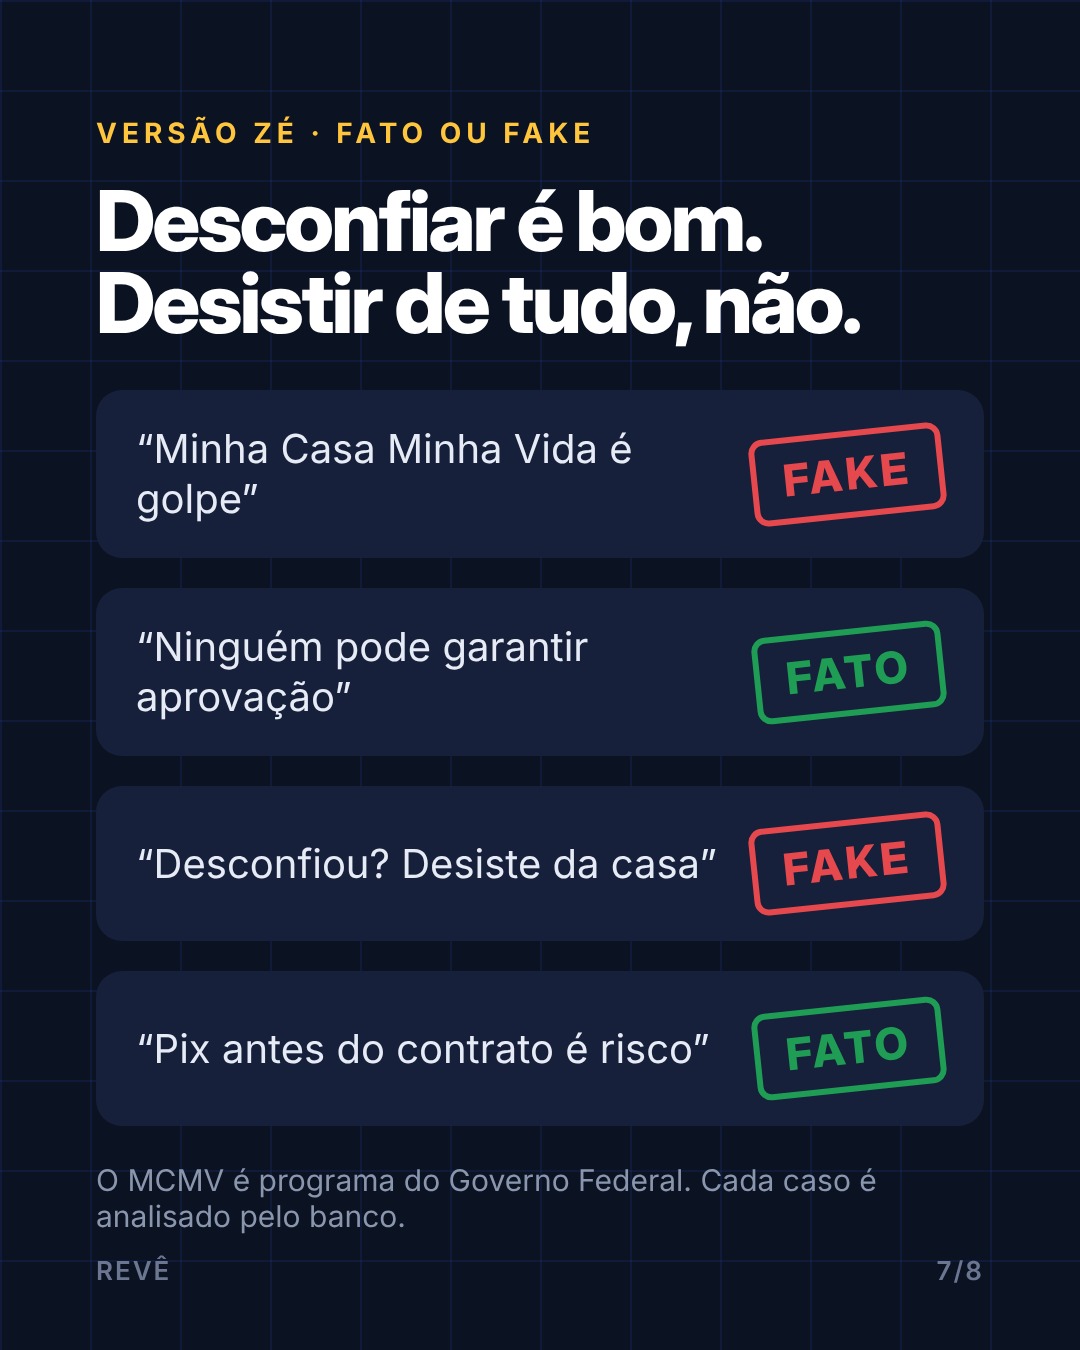 VERSÃO ZÉ · FATO OU FAKE
Desconfiar é bom.
Desistir de tudo, não.
“Minha Casa Minha Vida é
golpe”
FAKE
“Ninguém pode garantir
aprovação”
FATO
“Desconfiou? Desiste da casa”
FAKE
“Pix antes do contrato é risco”
FATO
O MCMV é programa do Governo Federal. Cada caso é
analisado pelo banco.
REVÊ
7/8